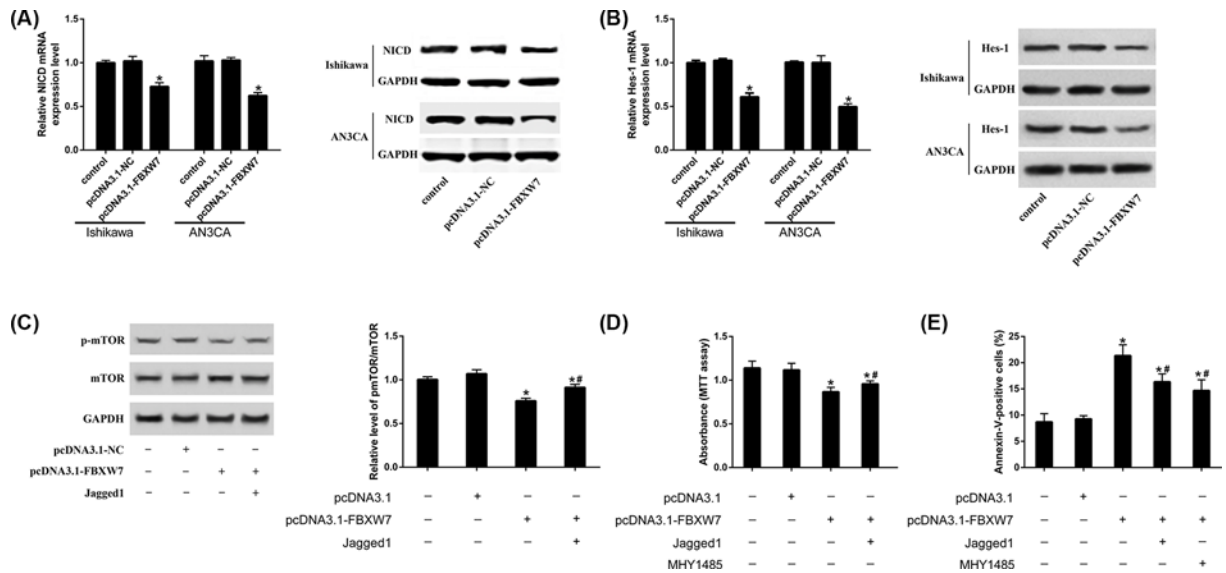 (A)
Relative NICD mRNA
expression level
1.5
1.0
0.5
0.0
control
pcDNA3.1-NC
pcDNA3.1-FBXW7
control
pcDNA3.1-NC
pcDNA3.1-FBXW7
Ishikawa
AN3CA
*
*
Ishikawa
NICD
GAPDH
AN3CA
NICD
GAPDH
control
pcDNA3.1-NC
pcDNA3.1-FBXW7
(B)
Relative Hes-1 mRNA
expression level
1.5
1.0
0.5
0.0
control
pcDNA3.1-NC
pcDNA3.1-FBXW7
control
pcDNA3.1-NC
pcDNA3.1-FBXW7
Ishikawa
AN3CA
*
*
Ishikawa
Hes-1
GAPDH
AN3CA
Hes-1
GAPDH
control
pcDNA3.1-NC
pcDNA3.1-FBXW7
(C)
p-mTOR
mTOR
GAPDH
pcDNA3.1-NC – + – –
pcDNA3.1-FBXW7 – – + +
Jagged1 – – – +
Relative level of pmTOR/mTOR
1.5
1.0
0.5
0.0
*
*#
pcDNA3.1 – + – –
pcDNA3.1-FBXW7 – – + +
Jagged1 – – – +
(D)
Absorbance (MTT assay)
1.5
1.0
0.5
0.0
*
*#
pcDNA3.1 – + – –
pcDNA3.1-FBXW7 – – + +
Jagged1 – – – +
MHY1485 – – – –
(E)
Annexin-V-positive cells (%)
25
20
15
10
5
0
*
*#
*#
pcDNA3.1 – + – – –
pcDNA3.1-FBXW7 – – + + +
Jagged1 – – – + –
MHY1485 – – – – +